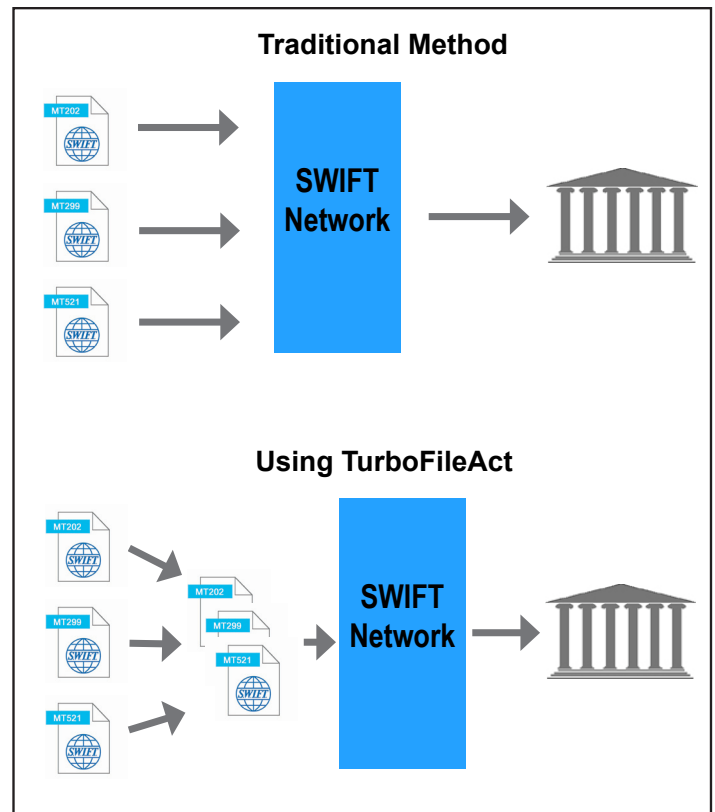 Traditional Method
MT202
SWIFT
MT299
SWIFT
MT521
SWIFT
SWIFT
Network
Using TurboFileAct
MT202
SWIFT
MT299
SWIFT
MT521
SWIFT
MT202
MT299
MT521
SWIFT
SWIFT
Network